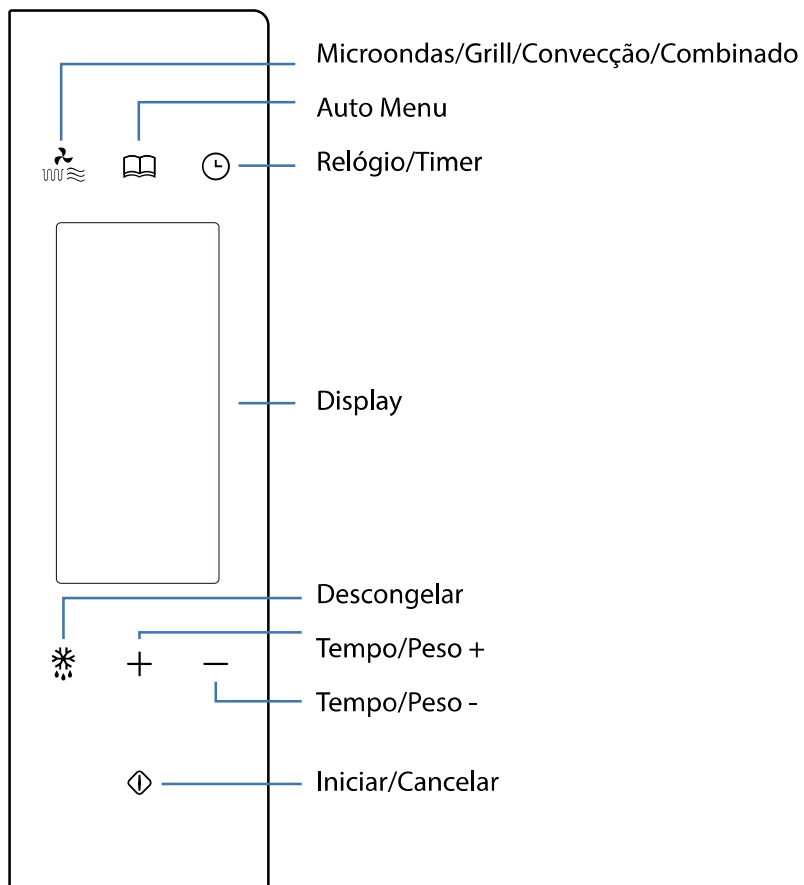 Microondas/Grill/Convecção/Combinado
Auto Menu
Relógio/Timer
Display
Descongelar
Tempo/Peso +
Tempo/Peso -
Iniciar/Cancelar